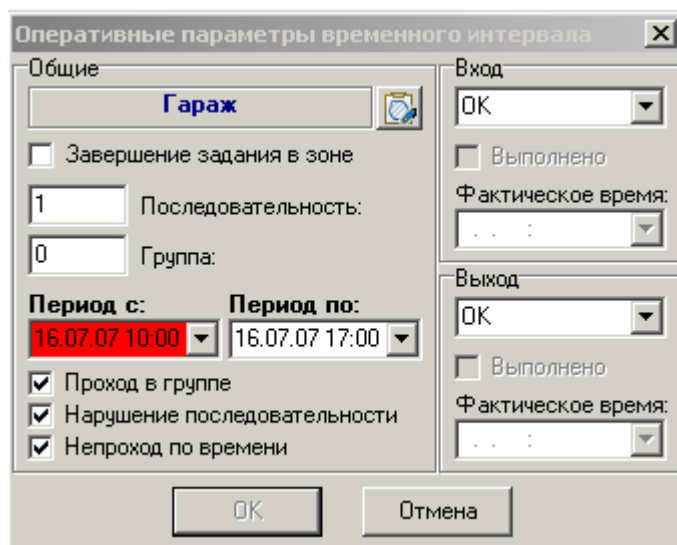 Оперативные параметры временного интервала
Общие
Гараж
Завершение задания в зоне
1 Последовательность:
0 Группа:
Период с: Период по:
16.07.07 10:00 16.07.07 17:00
Проход в группе
Нарушение последовательности
Непроход по времени
Вход
OK
Выполнено
Фактическое время:
. . :
Выход
OK
Выполнено
Фактическое время:
. . :
OK Отмена